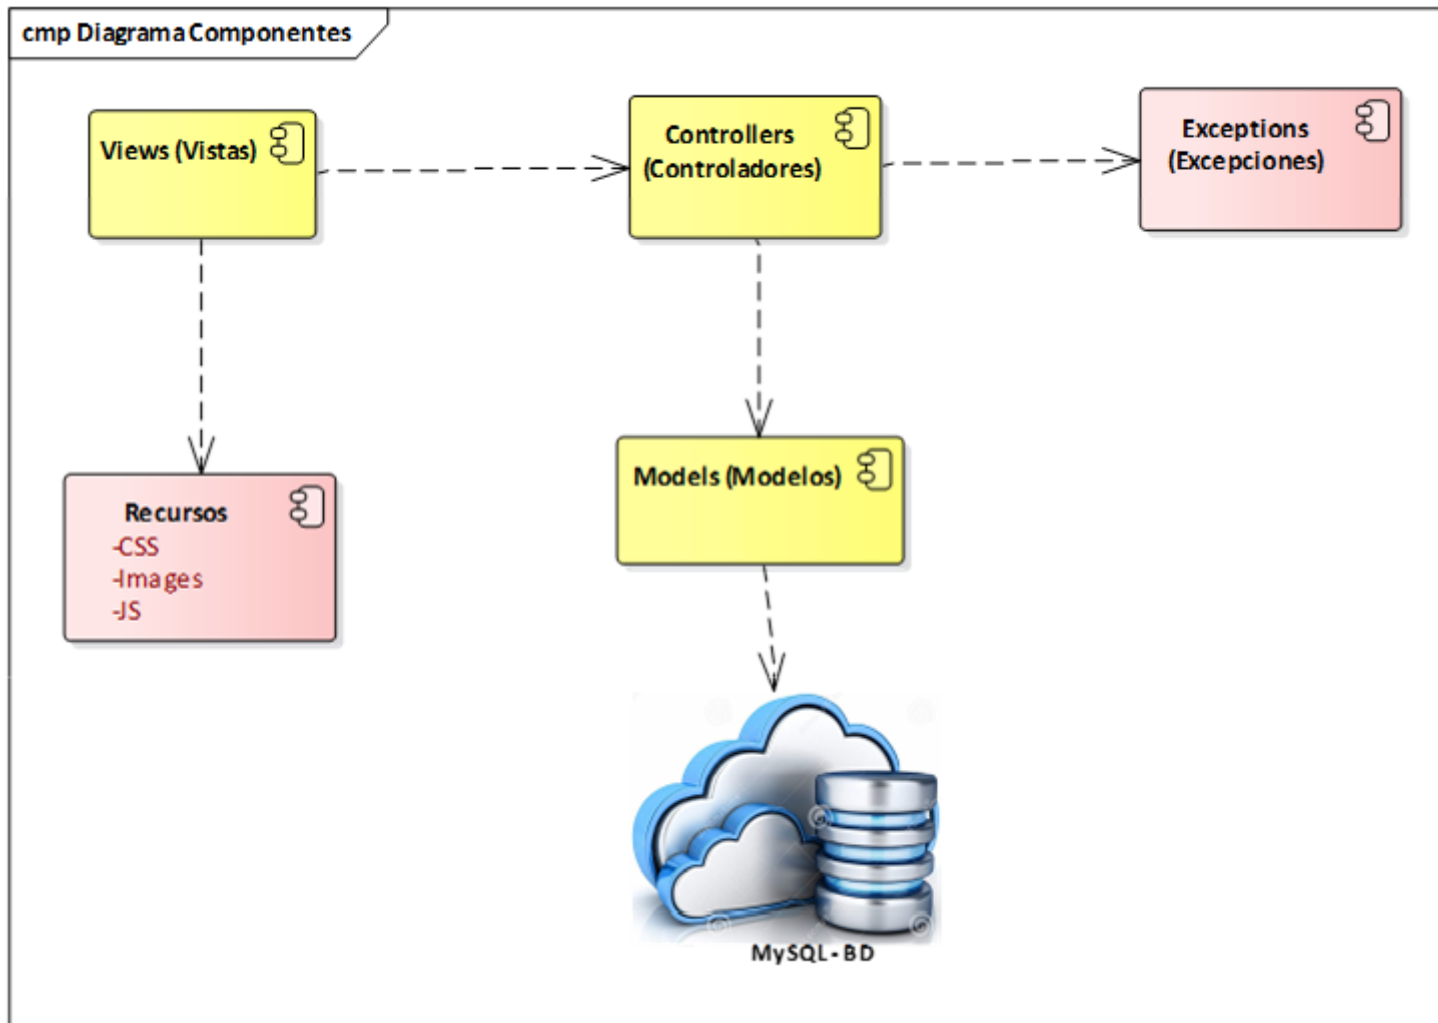 cmp Diagrama Componentes
Views (Vistas)
Controllers
(Controladores)
Exceptions
(Excepciones)
Recursos
-CSS
-Images
-JS
Models (Modelos)
MySQL - BD